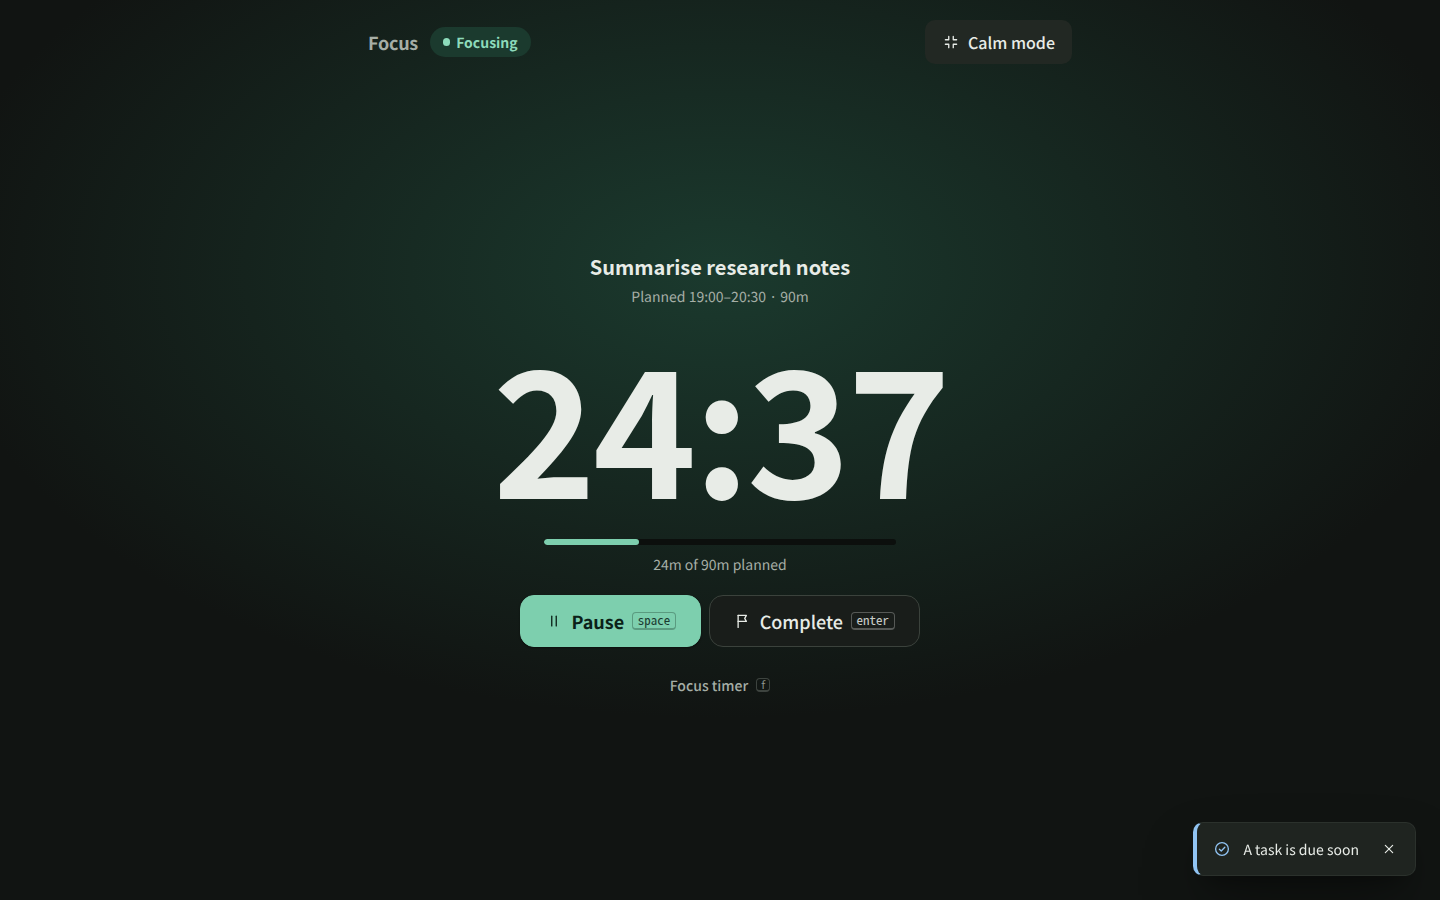 Focus
Focusing
Calm mode
Summarise research notes
Planned 19:00–20:30 · 90m
24:37
24m of 90m planned
Pause space
Complete enter
Focus timer f
A task is due soon